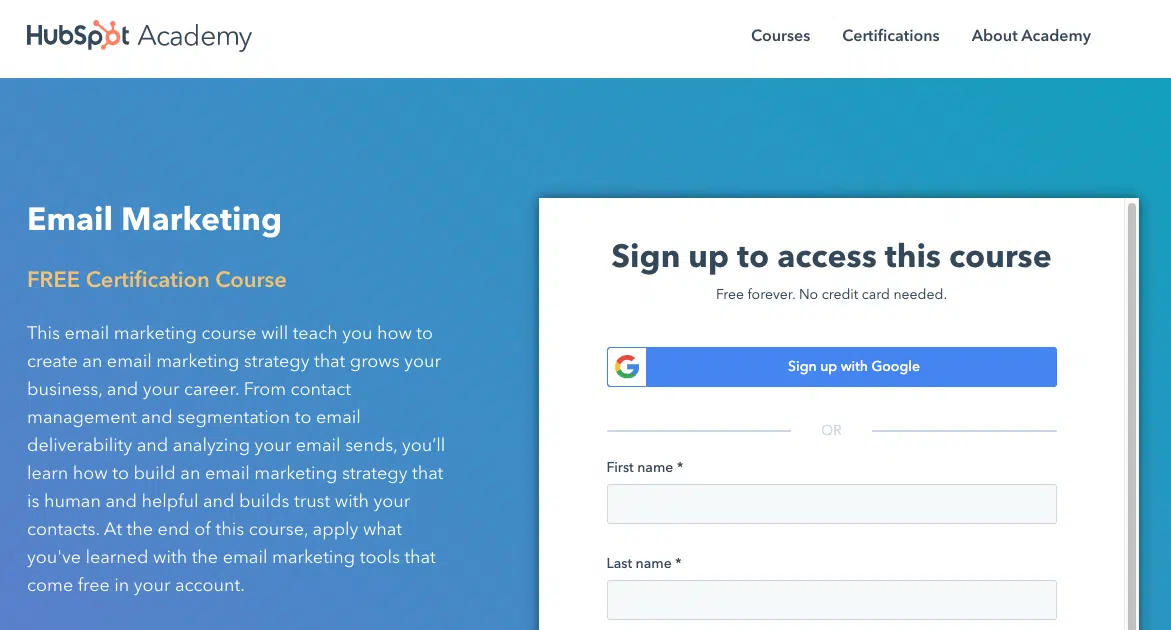 HubSpot Academy
Courses
Certifications
About Academy
Email Marketing
FREE Certification Course
This email marketing course will teach you how to
create an email marketing strategy that grows your
business, and your career. From contact
management and segmentation to email
deliverability and analyzing your email sends, you’ll
learn how to build an email marketing strategy that
is human and helpful and builds trust with your
contacts. At the end of this course, apply what
you've learned with the email marketing tools that
come free in your account.
Sign up to access this course
Free forever. No credit card needed.
Sign up with Google
OR
First name *
Last name *